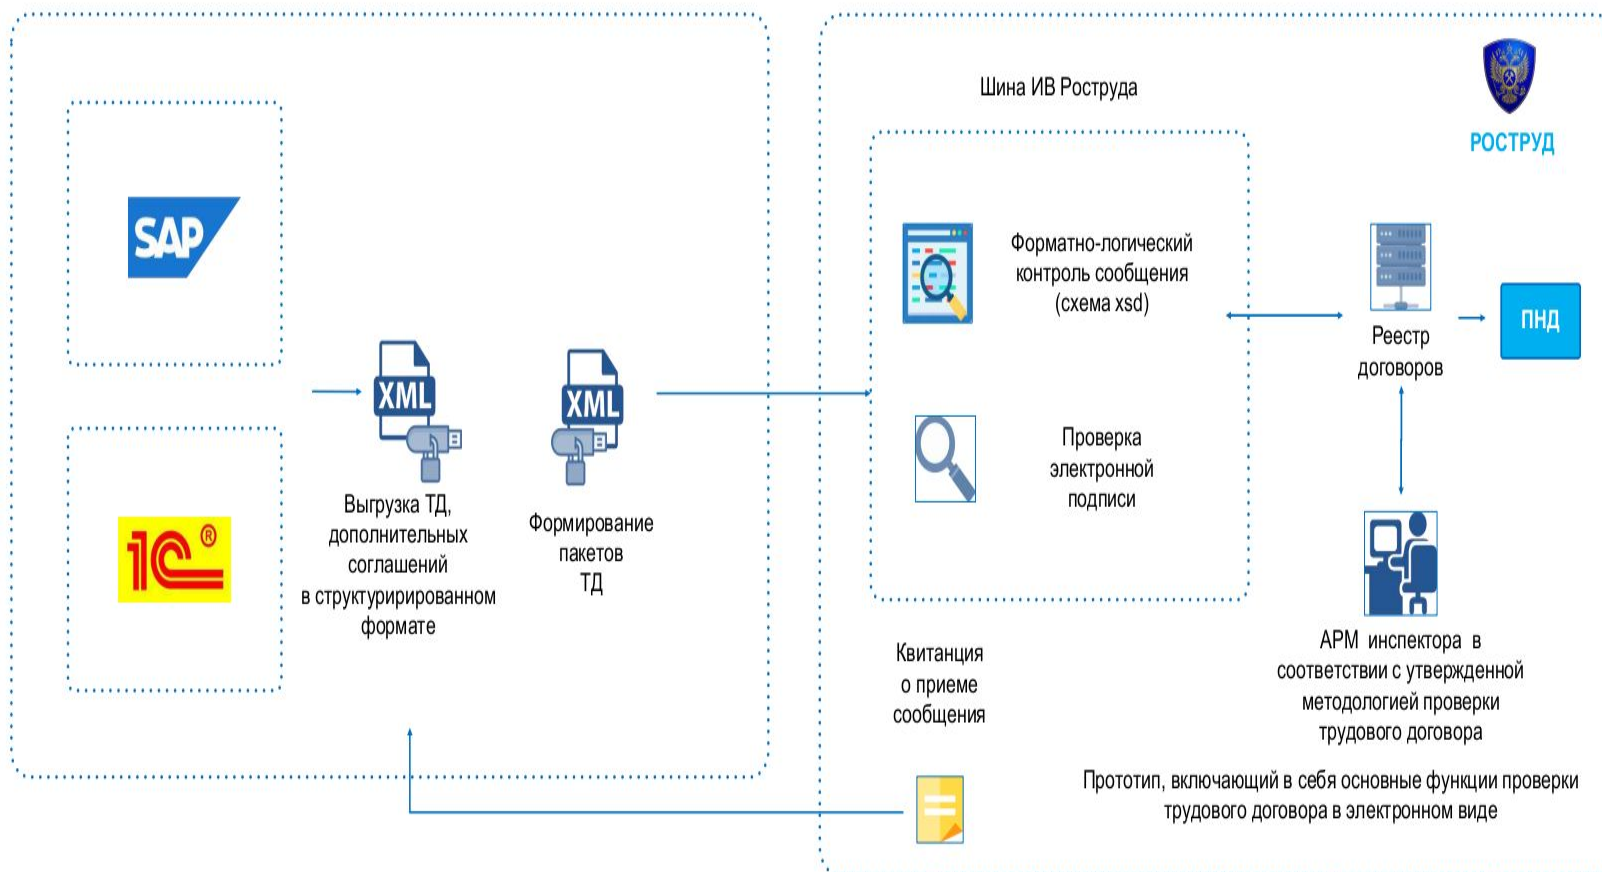 SAP
1С®
XML
Выгрузка ТД,
дополнительных
соглашений
в структурирированном
формате
XML
Формирование
пакетов
ТД
Шина ИВ Роструда
РОСТРУД
Форматно-логический
контроль сообщения
(схема xsd)
Проверка
электронной
подписи
Реестр
договоров
ПНД
АРМ инспектора в
соответствии с утвержденной
методологией проверки
трудового договора
Квитанция
о приеме
сообщения
Прототип, включающий в себя основные функции проверки
трудового договора в электронном виде